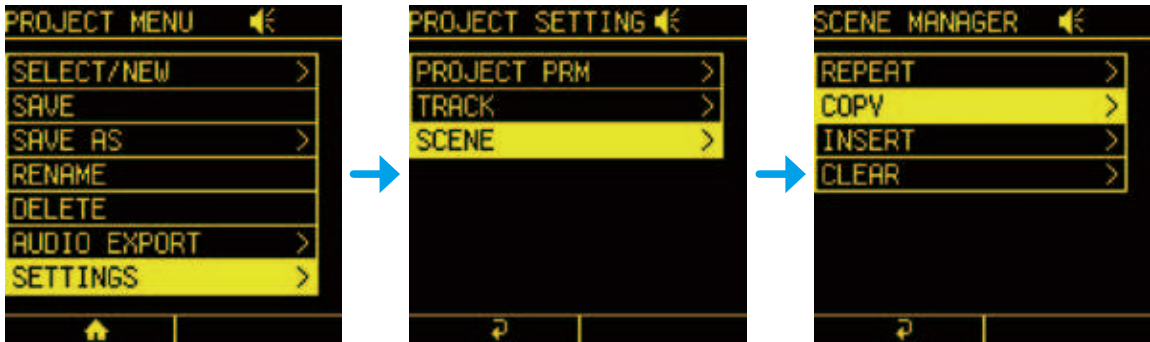 PROJECT MENU
SELECT/NEW >
SAVE
SAVE AS >
RENAME
DELETE
AUDIO EXPORT >
SETTINGS >
PROJECT SETTING
PROJECT PRM >
TRACK >
SCENE >
SCENE MANAGER
REPEAT >
COPY >
INSERT >
CLEAR >